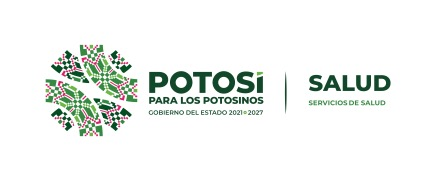 POTOSÍ
PARA LOS POTOSINOS
GOBIERNO DEL ESTADO 2021-2027
SALUD
SERVICIOS DE SALUD